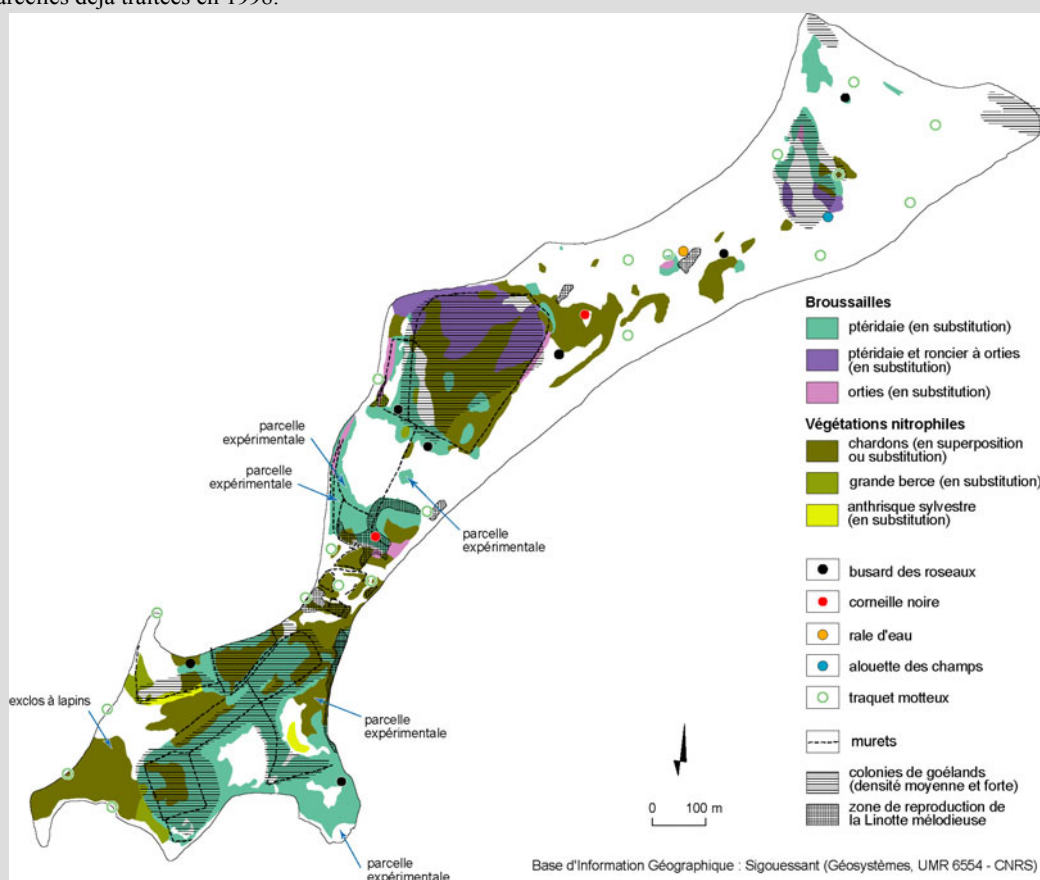 parcelles déjà traitées en 1998.
parcelle
expérimentale
parcelle
expérimentale
parcelle
expérimentale
exclos à lapins
parcelle
expérimentale
parcelle
expérimentale
Broussailles
ptéridaie (en substitution)
ptéridaie et roncier à orties
(en substitution)
orties (en substitution)
Végétations nitrophiles
chardons (en superposition
ou substitution)
grande berce (en substitution)
anthrisque sylvestre
(en substitution)
busard des roseaux
corneille noire
rale d'eau
alouette des champs
traquet motteux
murets
colonies de goélands
(densité moyenne et forte)
zone de reproduction de
la Linotte mélodieuse
0 100 m
Base d'Information Géographique : Sigouessant (Géosystèmes, UMR 6554 - CNRS)